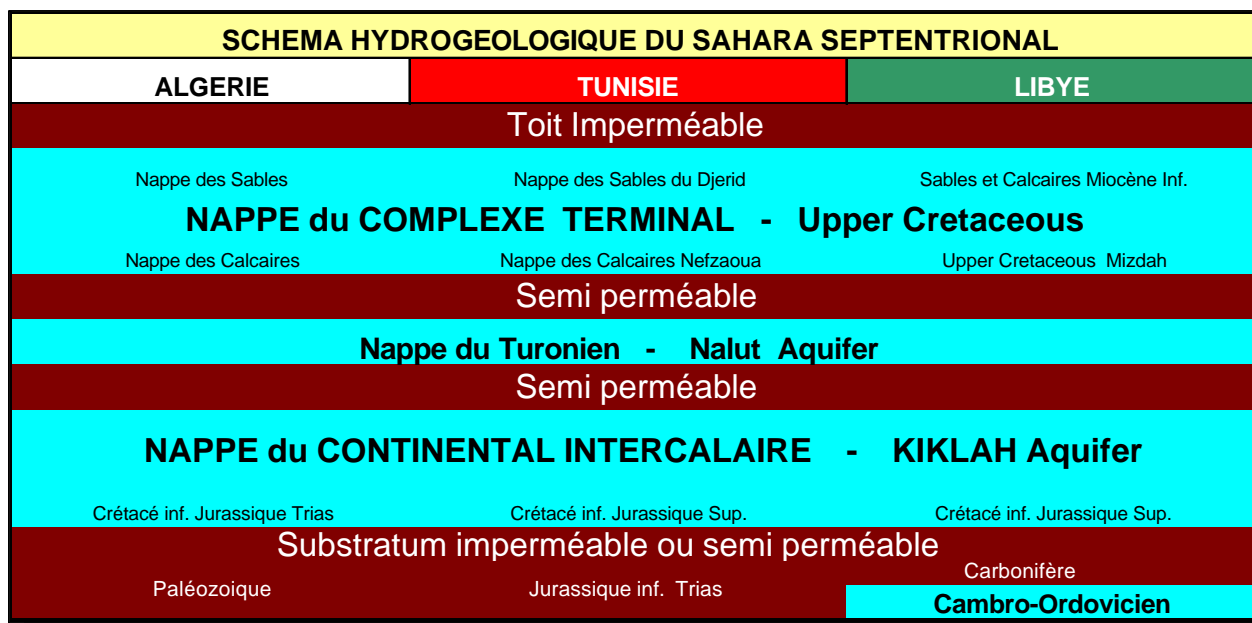 SCHEMA HYDROGEOLOGIQUE DU SAHARA SEPTENTRIONAL
ALGERIE TUNISIE LIBYE
Toit Imperméable
Nappe des Sables Nappe des Sables du Djerid Sables et Calcaires Miocène Inf.
NAPPE du COMPLEXE TERMINAL - Upper Cretaceous
Nappe des Calcaires Nappe des Calcaires Nefzaoua Upper Cretaceous Mizdah
Semi perméable
Nappe du Turonien - Nalut Aquifer
Semi perméable
NAPPE du CONTINENTAL INTERCALAIRE - KIKLAH Aquifer
Crétacé inf. Jurassique Trias Crétacé inf. Jurassique Sup. Crétacé inf. Jurassique Sup.
Substratum imperméable ou semi perméable
Paléozoique Jurassique inf. Trias Carbonifère
Cambro-Ordovicien